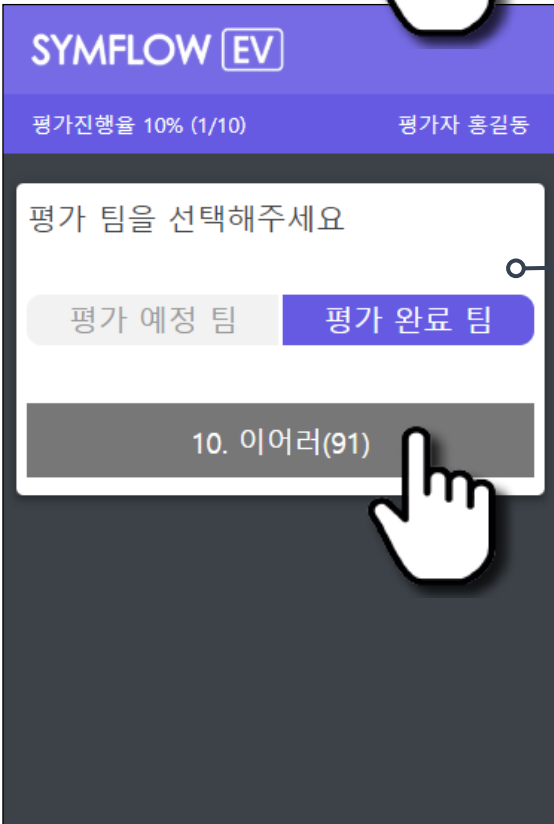 SYMFLOW EV
평가진행율 10% (1/10) 평가자 홍길동
평가 팀을 선택해주세요
평가 예정 팀 평가 완료 팀
10. 이어러(91)